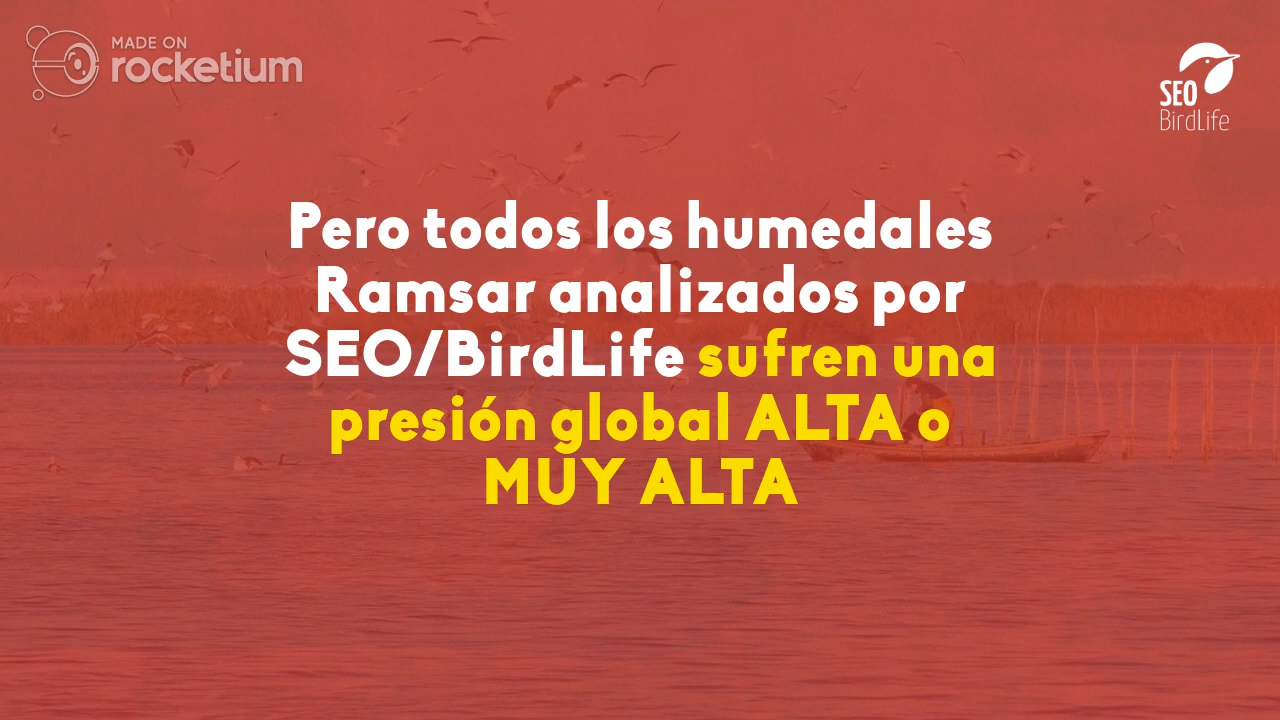 MADE ON
rocketium
SEO
BirdLife
Pero todos los humedales
Ramsar analizados por
SEO/BirdLife sufren una
presión global ALTA o
MUY ALTA